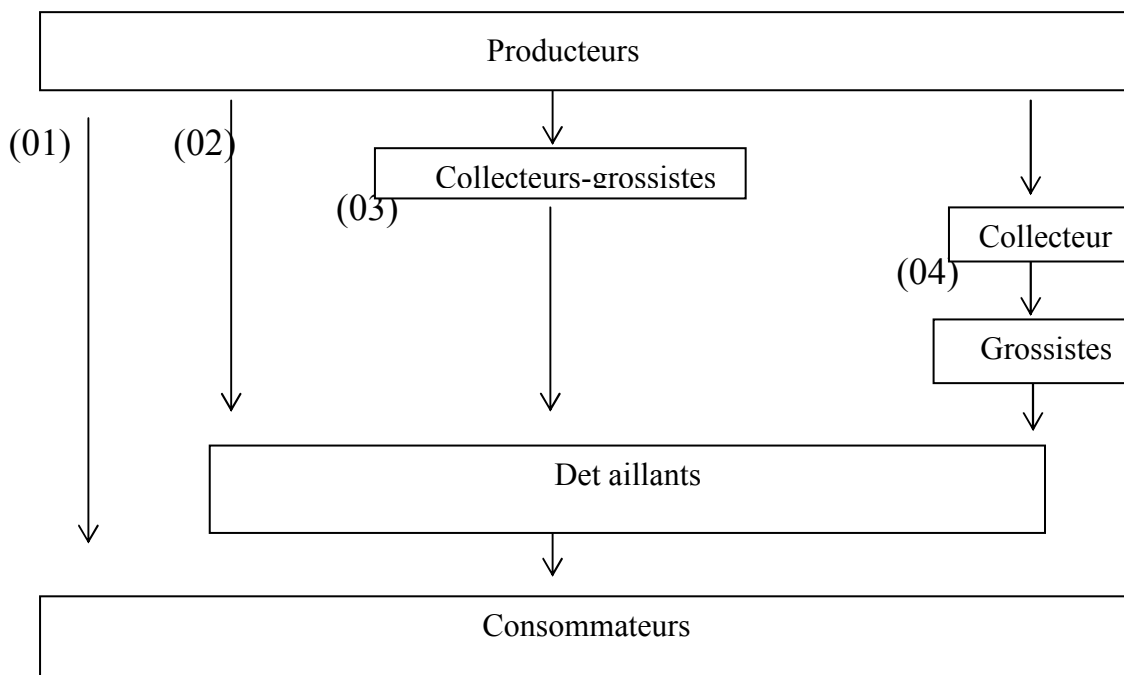 Producteurs
(01)
(02)
Collecteurs-grossistes
(03)
Collecteur
(04)
Grossistes
Det aillants
Consommateurs